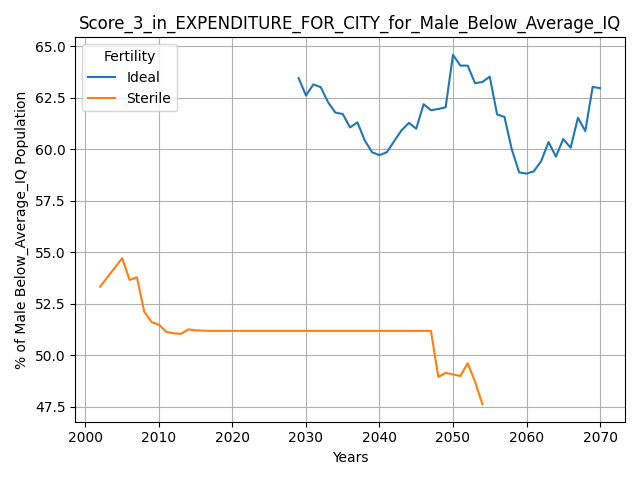 Score_3_in_EXPENDITURE_FOR_CITY_for_Male_Below_Average_IQ
65.0
62.5
60.0
57.5
55.0
52.5
50.0
47.5
% of Male Below_Average_IQ Population
Fertility
Ideal
Sterile
2000 2010 2020 2030 2040 2050 2060 2070
Years